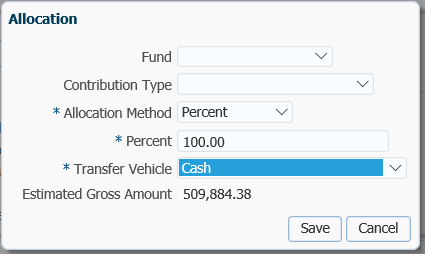 Allocation
Fund
Contribution Type
* Allocation Method Percent
* Percent 100.00
* Transfer Vehicle Cash
Estimated Gross Amount 509,884.38
Save Cancel